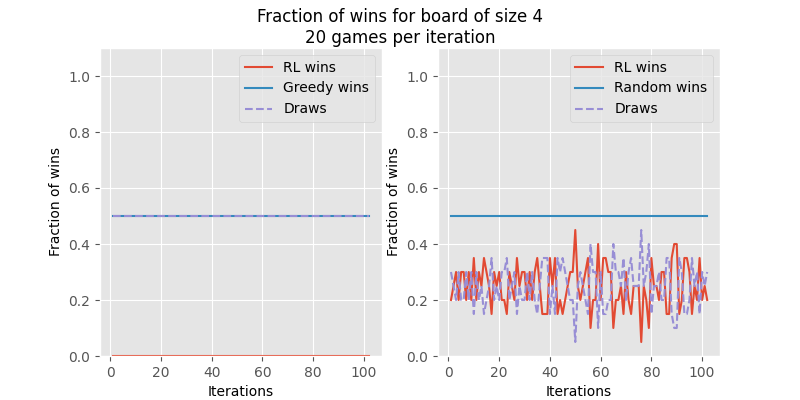 Fraction of wins for board of size 4
20 games per iteration
Fraction of wins
1.0
0.8
0.6
0.4
0.2
0.0
RL wins
Greedy wins
Draws
0 20 40 60 80 100
Iterations
Fraction of wins
1.0
0.8
0.6
0.4
0.2
0.0
RL wins
Random wins
Draws
0 20 40 60 80 100
Iterations